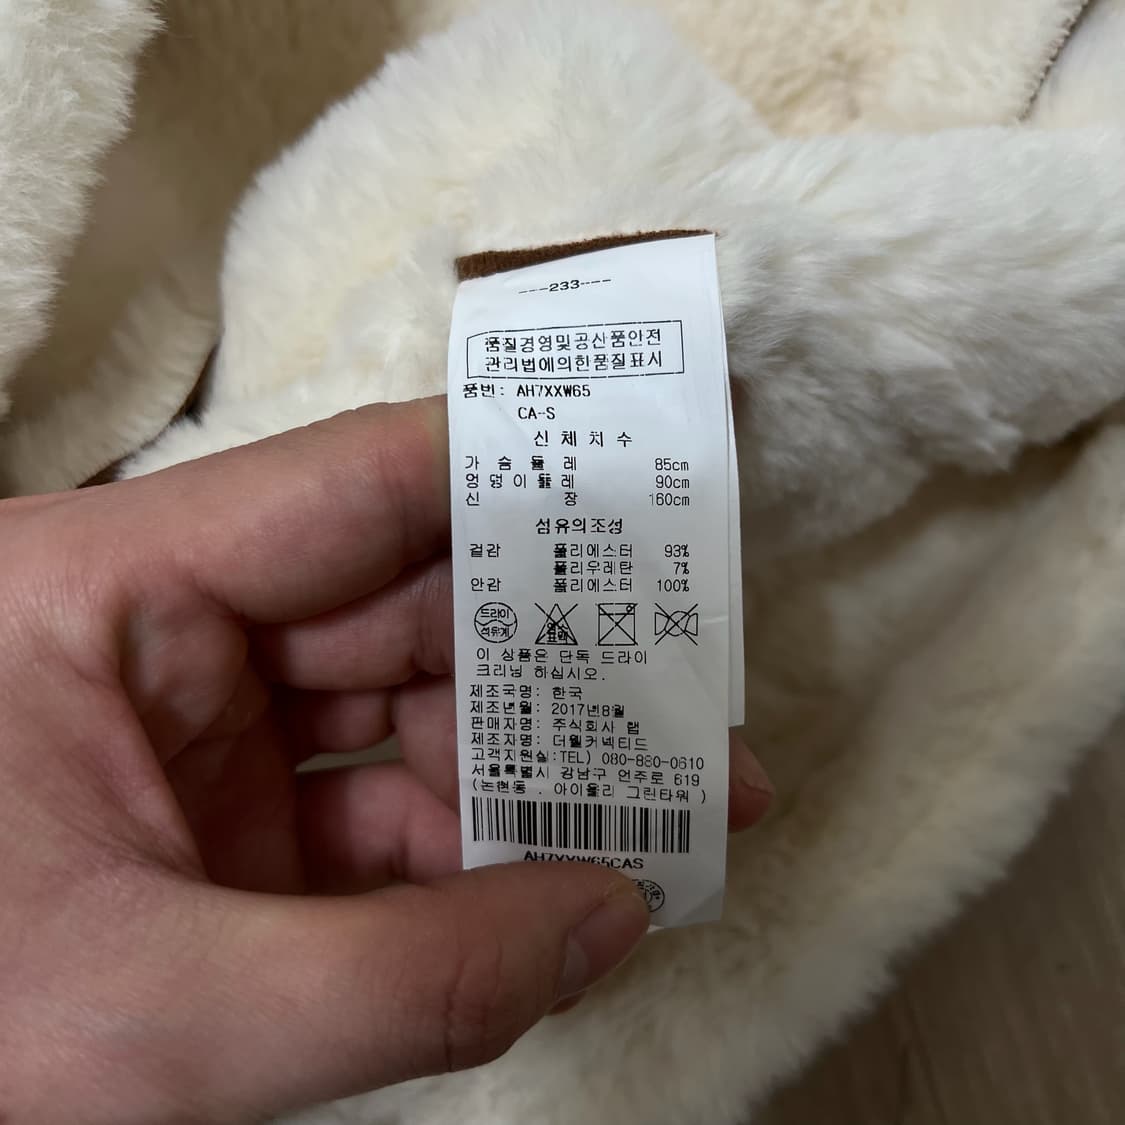 ---233----
품질경영및공산품안전
관리법에의한품질표시
품번: AH7XXW65
CA-S
신체치수
가슴둘레 85cm
엉덩이둘레 90cm
신장 160cm
섬유의조성
겉감 폴리에스터 93%
폴리우레탄 7%
안감 폴리에스터 100%
드라이
석유계
염소
표백
이 상품은 단독 드라이
크리닝 하십시오.
제조국명: 한국
제조년월: 2017년8월
판매자명: 주식회사 랩
제조자명: 더월커넥티드
고객지원실:TEL) 080-880-0610
서울특별시 강남구 언주로 619
(논현동 . 아이올리 그린타워 )
AH7XXW65CAS